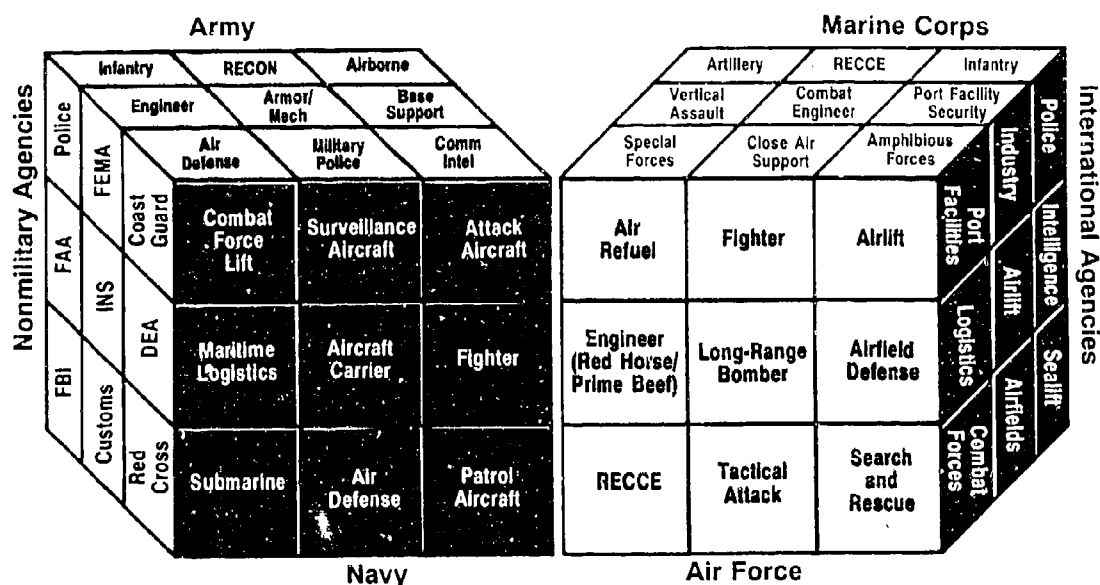 Army
Marine Corps
Nonmilitary Agencies
International Agencies
Infantry
RECON
Airborne
Engineer
Armor/
Mech
Base
Support
Air
Defense
Military
Police
Comm
Intel
Police
FAA
FBI
FEMA
INS
Customs
Coast
Guard
DEA
Red
Cross
Combat
Force
Lift
Surveillance
Aircraft
Attack
Aircraft
Maritime
Logistics
Aircraft
Carrier
Fighter
Submarine
Air
Defense
Patrol
Aircraft
Navy
Artillery
RECCE
Infantry
Vertical
Assault
Combat
Engineer
Port Facility
Security
Special
Forces
Close Air
Support
Amphibious
Forces
Air
Refuel
Fighter
Airlift
Engineer
(Red Horse/
Prime Beef)
Long-Range
Bomber
Airfield
Defense
RECCE
Tactical
Attack
Search
and
Rescue
Port
Facilities
Logistics
Combat
Forces
Industry
Airlift
Airfields
Police
Intelligence
Sealift
Air Force